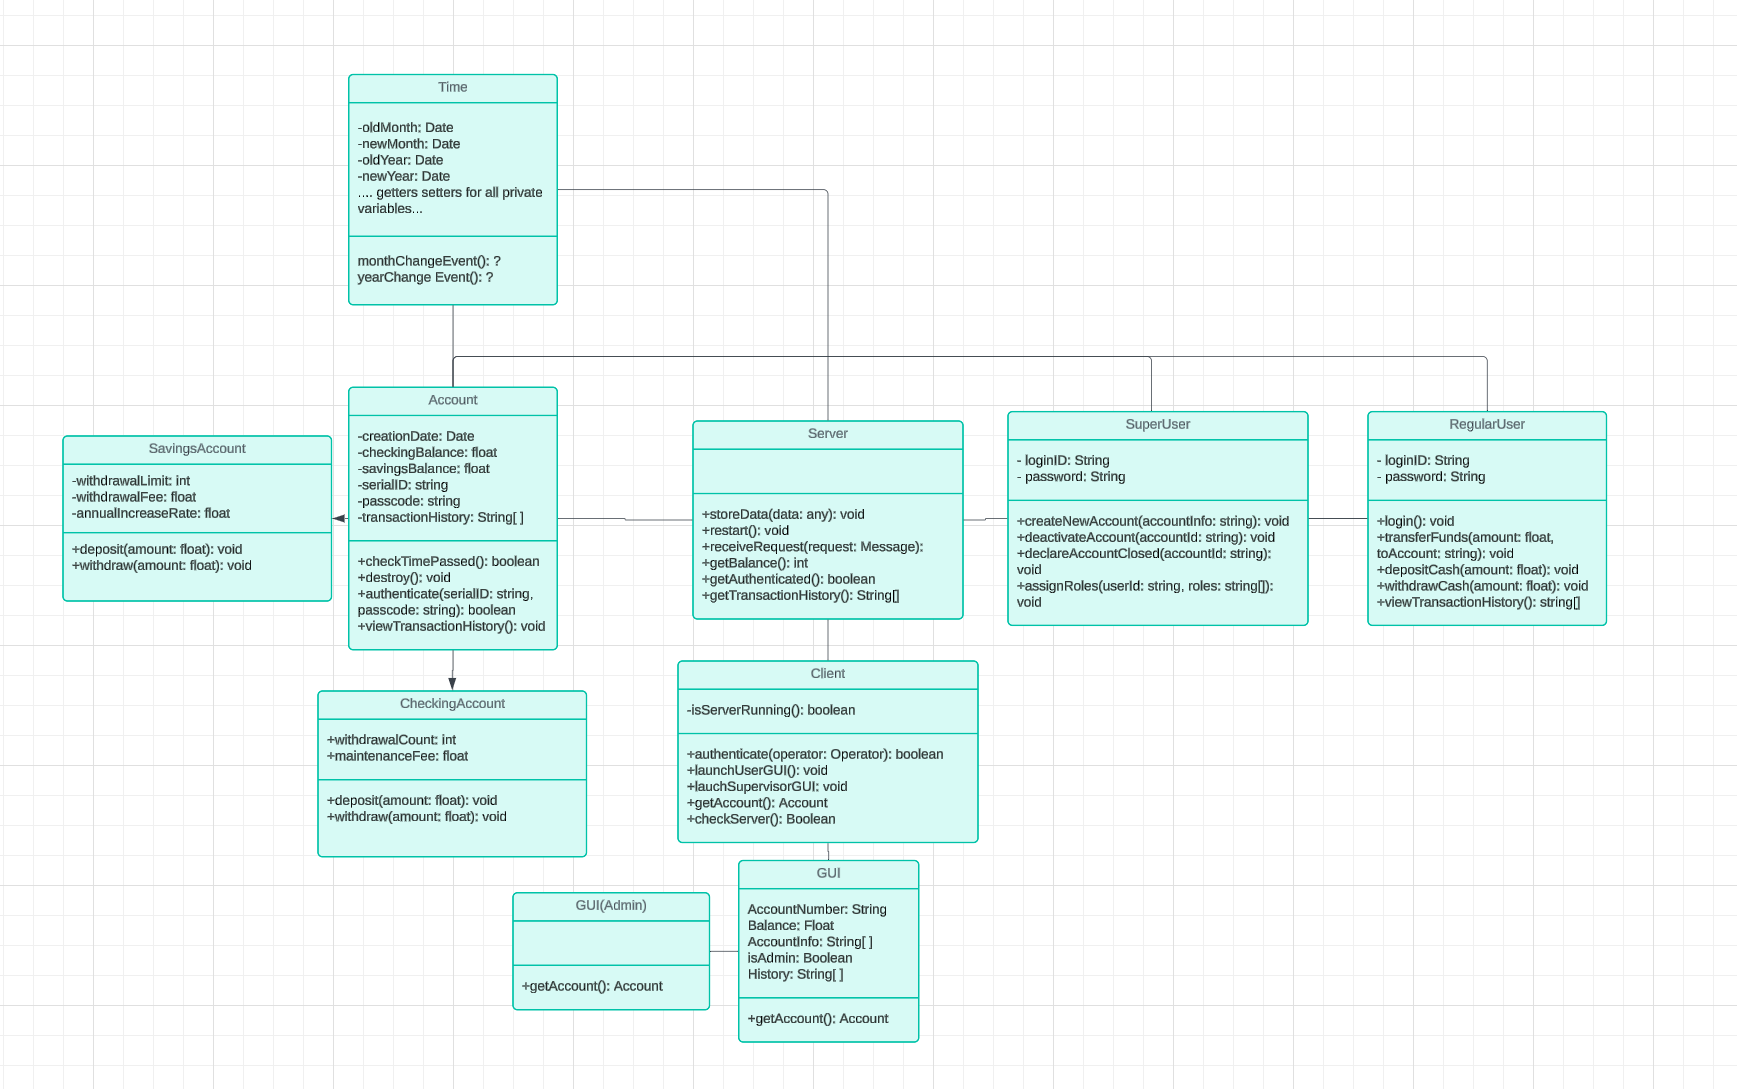 Time
-oldMonth: Date
-newMonth: Date
-oldYear: Date
-newYear: Date
.... getters setters for all private
variables...
monthChangeEvent(): ?
yearChange Event(): ?
SavingsAccount
-withdrawalLimit: int
-withdrawalFee: float
-annualIncreaseRate: float
+deposit(amount: float): void
+withdraw(amount: float): void
Account
-creationDate: Date
-checkingBalance: float
-savingsBalance: float
-serialID: string
-passcode: string
-transactionHistory: String[ ]
+checkTimePassed(): boolean
+destroy(): void
+authenticate(serialID: string,
passcode: string): boolean
+viewTransactionHistory(): void
Server
+storeData(data: any): void
+restart(): void
+receiveRequest(request: Message):
+getBalance(): int
+getAuthenticated(): boolean
+getTransactionHistory(): String[]
SuperUser
- loginID: String
- password: String
+createNewAccount(accountInfo: string): void
+deactivateAccount(accountId: string): void
+declareAccountClosed(accountId: string):
void
+assignRoles(userId: string, roles: string[]):
void
RegularUser
- loginID: String
- password: String
+login(): void
+transferFunds(amount: float,
toAccount: string): void
+depositCash(amount: float): void
+withdrawCash(amount: float): void
+viewTransactionHistory(): string[]
CheckingAccount
+withdrawalCount: int
+maintenanceFee: float
+deposit(amount: float): void
+withdraw(amount: float): void
Client
-isServerRunning(): boolean
+authenticate(operator: Operator): boolean
+launchUserGUI(): void
+lauchSupervisorGUI: void
+getAccount(): Account
+checkServer(): Boolean
GUI(Admin)
+getAccount(): Account
GUI
AccountNumber: String
Balance: Float
AccountInfo: String[ ]
isAdmin: Boolean
History: String[ ]
+getAccount(): Account